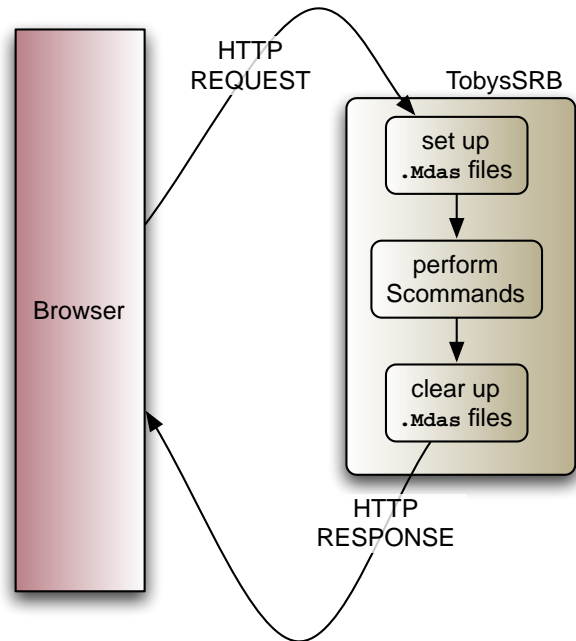 HTTP
REQUEST
TobysSRB
set up
.Mdas files
perform
Scommands
Browser
clear up
.Mdas files
HTTP
RESPONSE